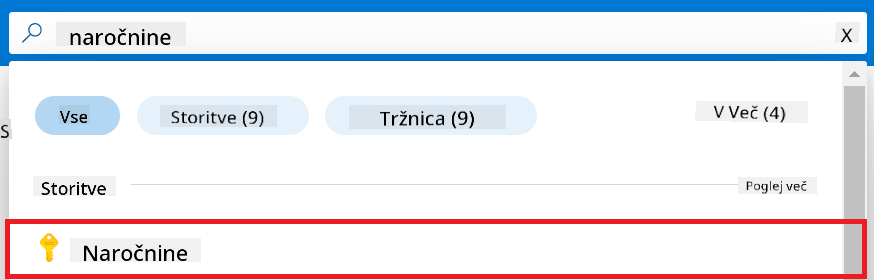 naročnine X
Vse Storitve (9) Tržnica (9) V Več (4)
S
Storitve Poglej več
Naročnine